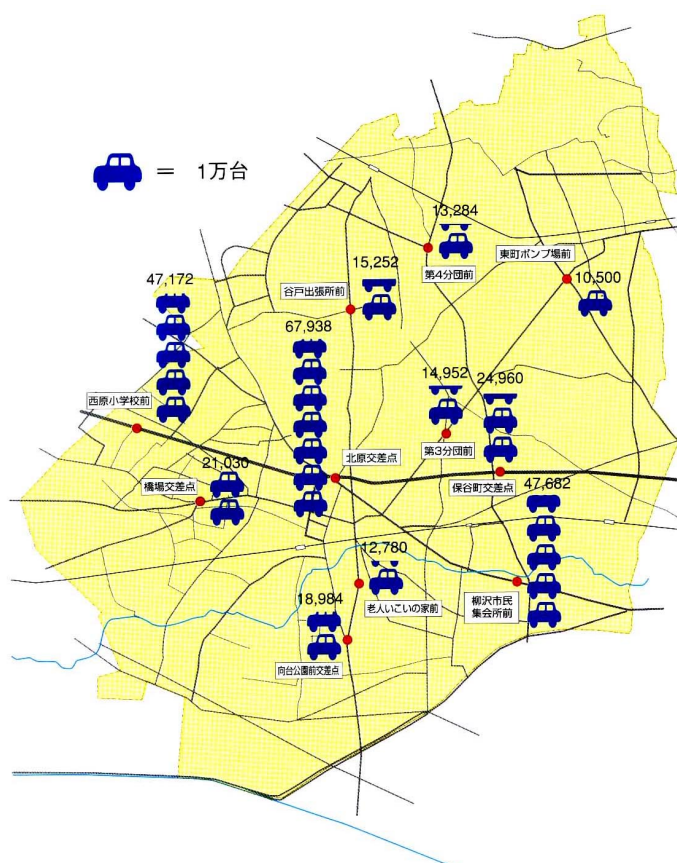 ＝ 1万台
13,284
第4分団前
東町ポンプ場前
10,500
15,252
谷戸出張所前
47,172
67,938
14,952
24,960
西原小学校前
第3分団前
北原交差点
21,030
橋場交差点
保谷町交差点
47,682
12,780
老人いこいの家前
柳沢市民
集会所前
18,984
向台公園前交差点